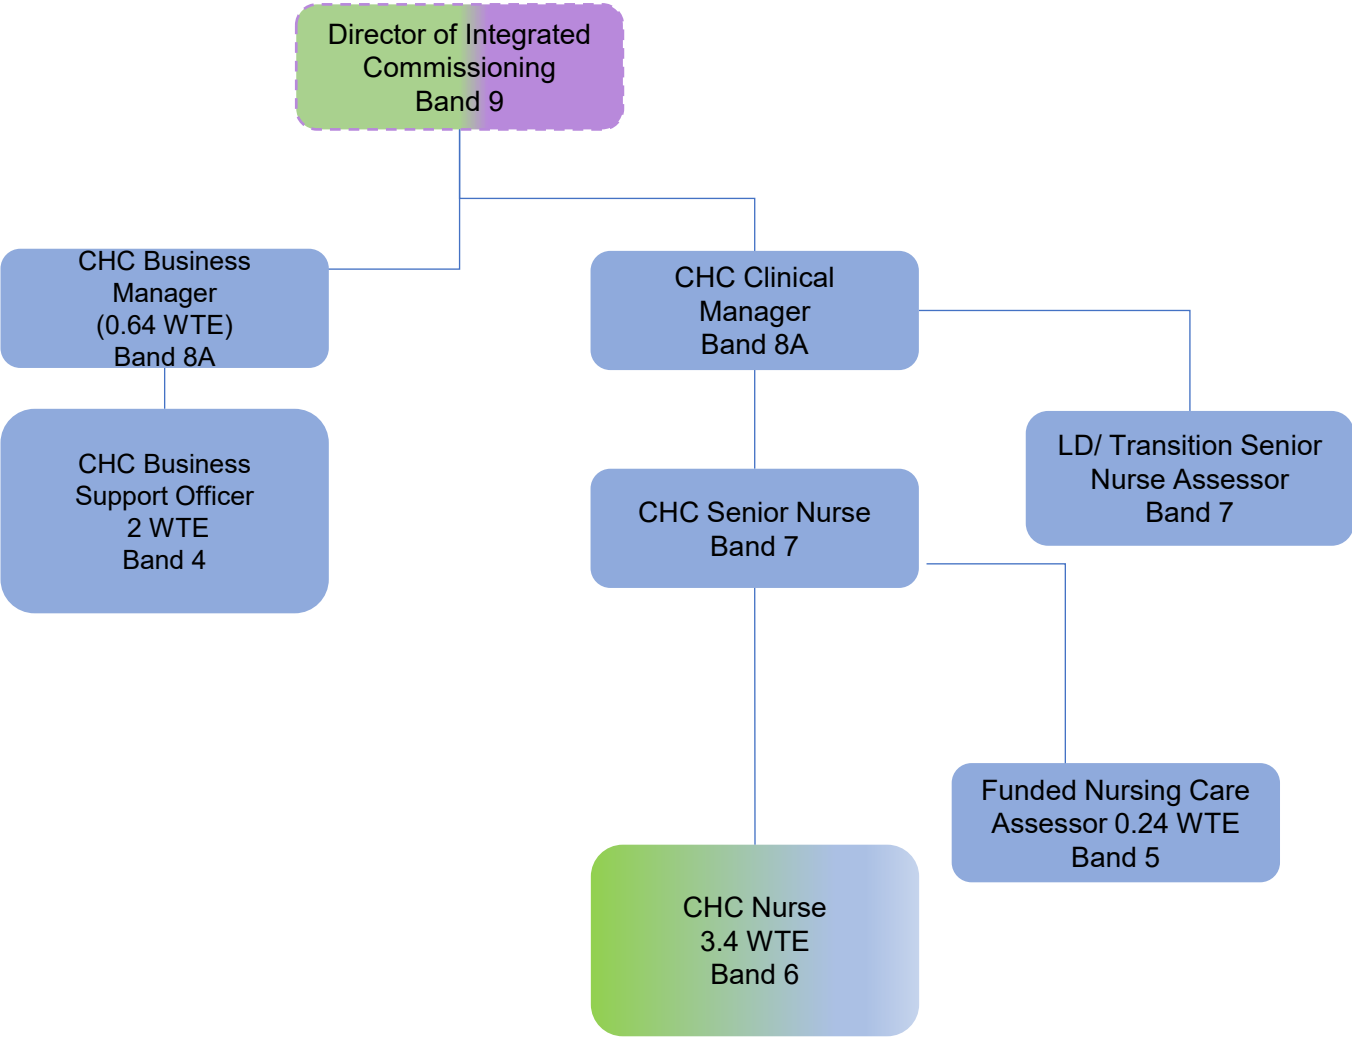 Director of Integrated
Commissioning
Band 9
CHC Business
Manager
(0.64 WTE)
Band 8A
CHC Clinical
Manager
Band 8A
CHC Business
Support Officer
2 WTE
Band 4
CHC Senior Nurse
Band 7
LD/ Transition Senior
Nurse Assessor
Band 7
Funded Nursing Care
Assessor 0.24 WTE
Band 5
CHC Nurse
3.4 WTE
Band 6